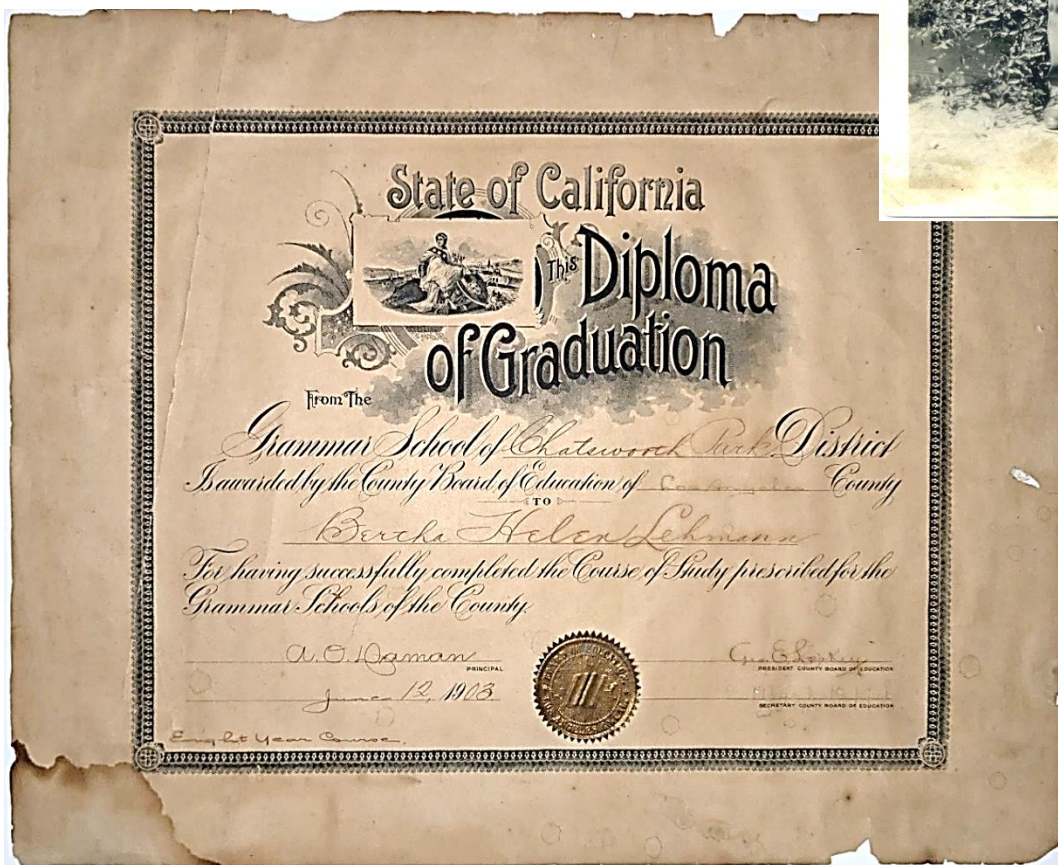 State of California
This Diploma
of Graduation
From The
Grammar School of Chatsworth Park District
Is awarded by the County Board of Education of Los Angeles County
TO
Bertha Helen Lehmann
For having successfully completed the Course of Study prescribed for the
Grammar Schools of the County.
A. O. Naman
PRINCIPAL
PRESIDENT COUNTY BOARD OF EDUCATION
June 12, 1903
SECRETARY COUNTY BOARD OF EDUCATION
Eight Year Course.